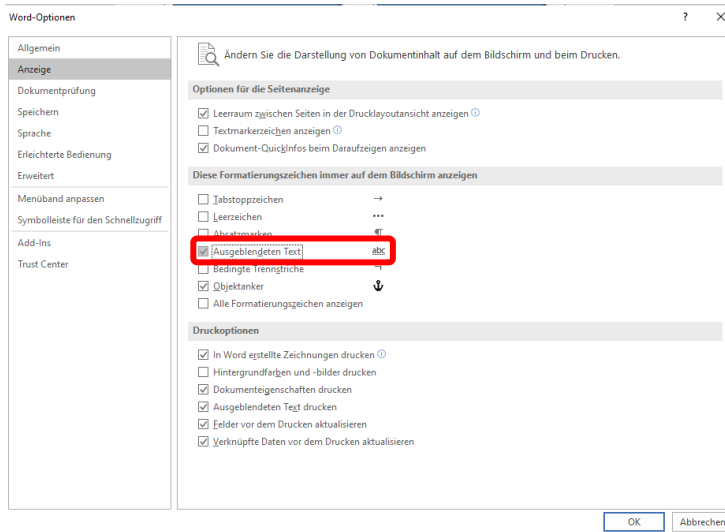 Word-Optionen ? ×
Allgemein
Anzeige
Dokumentprüfung
Speichern
Sprache
Erleichterte Bedienung
Erweitert
Menüband anpassen
Symbolleiste für den Schnellzugriff
Add-Ins
Trust Center
Ändern Sie die Darstellung von Dokumentinhalt auf dem Bildschirm und beim Drucken.
Optionen für die Seitenanzeige
Leerraum zwischen Seiten in der Drucklayoutansicht anzeigen
Textmarkerzeichen anzeigen
Dokument-QuickInfos beim Daraufzeigen anzeigen
Diese Formatierungszeichen immer auf dem Bildschirm anzeigen
Tabstoppzeichen →
Leerzeichen •••
Absatzmarken ¶
Ausgeblendeten Text abc
Bedingte Trennstriche ¬
Objektanker
Alle Formatierungszeichen anzeigen
Druckoptionen
In Word erstellte Zeichnungen drucken
Hintergrundfarben und -bilder drucken
Dokumenteigenschaften drucken
Ausgeblendeten Text drucken
Felder vor dem Drucken aktualisieren
Verknüpfte Daten vor dem Drucken aktualisieren
OK Abbrechen